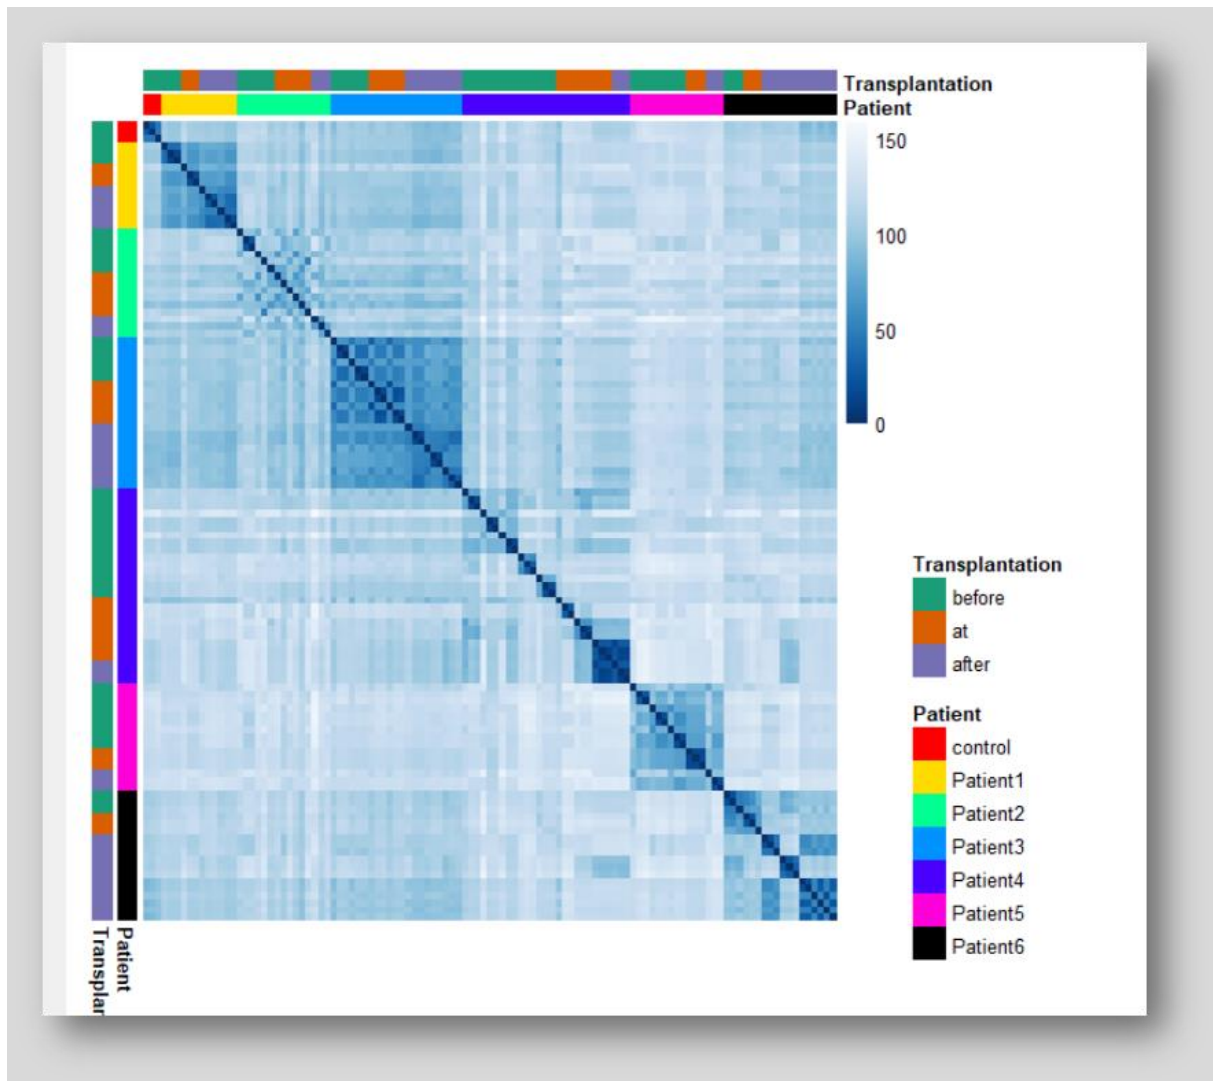 Transplantation
Patient
150
100
50
0
Transplantation
before
at
after
Patient
control
Patient1
Patient2
Patient3
Patient4
Patient5
Patient6
Patient
Transplan